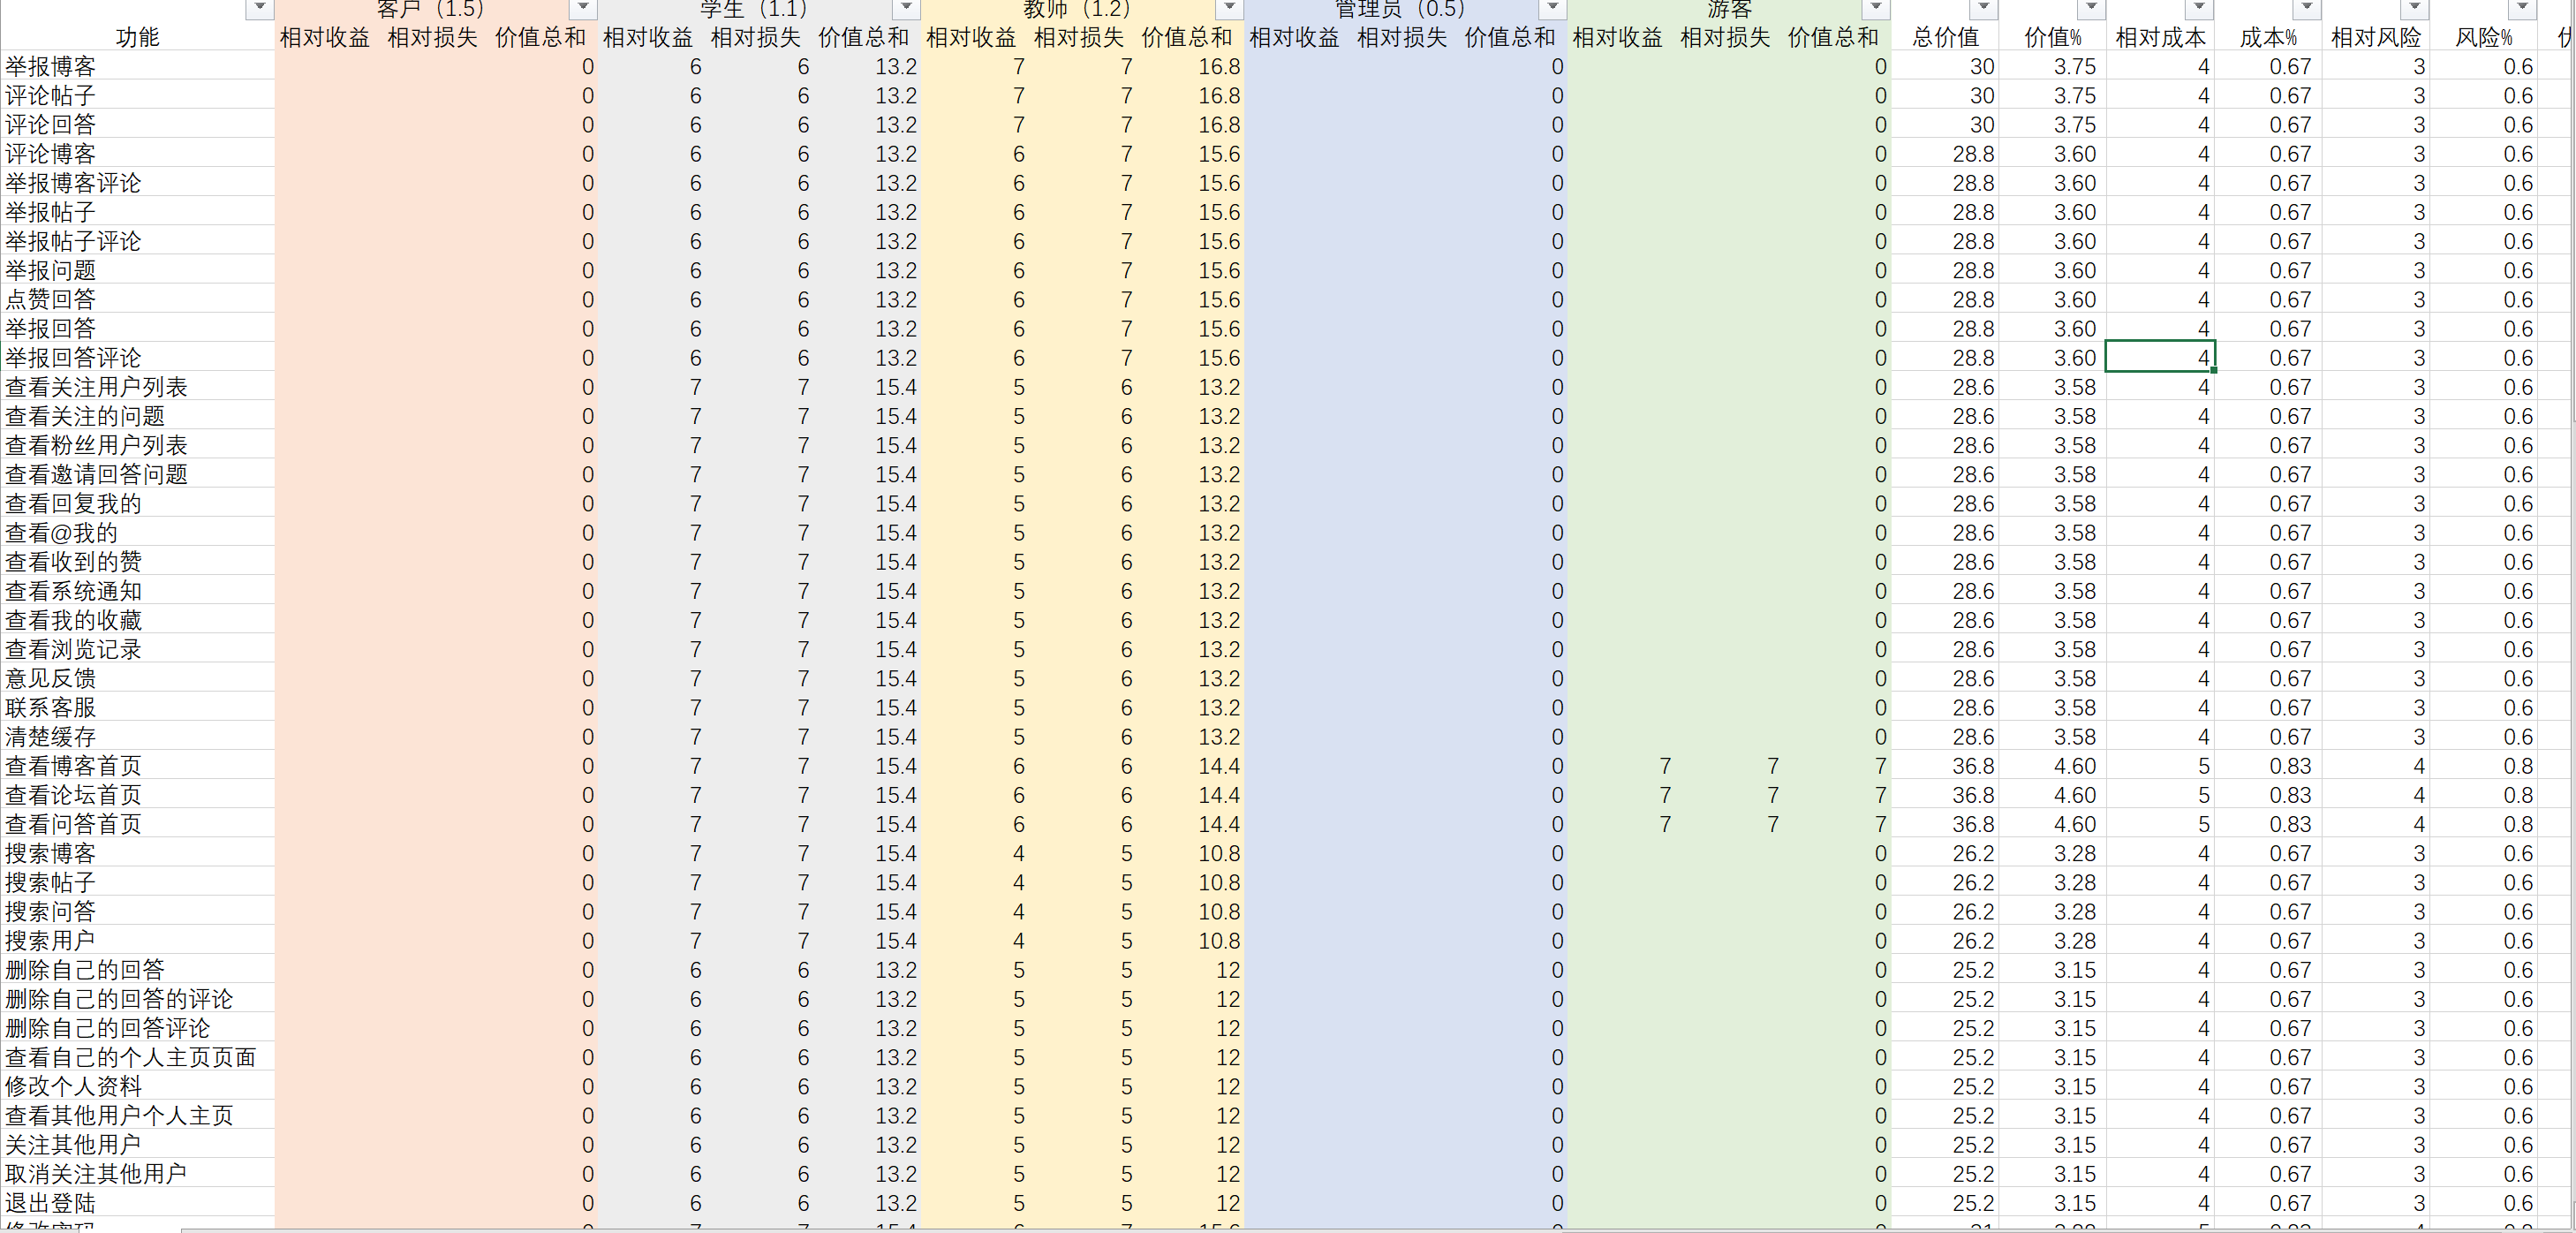 客户（1.5） 学生（1.1） 教师（1.2） 管理员（0.5） 游客
功能 相对收益 相对损失 价值总和 相对收益 相对损失 价值总和 相对收益 相对损失 价值总和 相对收益 相对损失 价值总和 相对收益 相对损失 价值总和 总价值 价值% 相对成本 成本% 相对风险 风险%
举报博客 0 6 6 13.2 7 7 16.8 0 0 30 3.75 4 0.67 3 0.6
评论帖子 0 6 6 13.2 7 7 16.8 0 0 30 3.75 4 0.67 3 0.6
评论回答 0 6 6 13.2 7 7 16.8 0 0 30 3.75 4 0.67 3 0.6
评论博客 0 6 6 13.2 6 7 15.6 0 0 28.8 3.60 4 0.67 3 0.6
举报博客评论 0 6 6 13.2 6 7 15.6 0 0 28.8 3.60 4 0.67 3 0.6
举报帖子 0 6 6 13.2 6 7 15.6 0 0 28.8 3.60 4 0.67 3 0.6
举报帖子评论 0 6 6 13.2 6 7 15.6 0 0 28.8 3.60 4 0.67 3 0.6
举报问题 0 6 6 13.2 6 7 15.6 0 0 28.8 3.60 4 0.67 3 0.6
点赞回答 0 6 6 13.2 6 7 15.6 0 0 28.8 3.60 4 0.67 3 0.6
举报回答 0 6 6 13.2 6 7 15.6 0 0 28.8 3.60 4 0.67 3 0.6
举报回答评论 0 6 6 13.2 6 7 15.6 0 0 28.8 3.60 4 0.67 3 0.6
查看关注用户列表 0 7 7 15.4 5 6 13.2 0 0 28.6 3.58 4 0.67 3 0.6
查看关注的问题 0 7 7 15.4 5 6 13.2 0 0 28.6 3.58 4 0.67 3 0.6
查看粉丝用户列表 0 7 7 15.4 5 6 13.2 0 0 28.6 3.58 4 0.67 3 0.6
查看邀请回答问题 0 7 7 15.4 5 6 13.2 0 0 28.6 3.58 4 0.67 3 0.6
查看回复我的 0 7 7 15.4 5 6 13.2 0 0 28.6 3.58 4 0.67 3 0.6
查看@我的 0 7 7 15.4 5 6 13.2 0 0 28.6 3.58 4 0.67 3 0.6
查看收到的赞 0 7 7 15.4 5 6 13.2 0 0 28.6 3.58 4 0.67 3 0.6
查看系统通知 0 7 7 15.4 5 6 13.2 0 0 28.6 3.58 4 0.67 3 0.6
查看我的收藏 0 7 7 15.4 5 6 13.2 0 0 28.6 3.58 4 0.67 3 0.6
查看浏览记录 0 7 7 15.4 5 6 13.2 0 0 28.6 3.58 4 0.67 3 0.6
意见反馈 0 7 7 15.4 5 6 13.2 0 0 28.6 3.58 4 0.67 3 0.6
联系客服 0 7 7 15.4 5 6 13.2 0 0 28.6 3.58 4 0.67 3 0.6
清楚缓存 0 7 7 15.4 5 6 13.2 0 0 28.6 3.58 4 0.67 3 0.6
查看博客首页 0 7 7 15.4 6 6 14.4 0 7 7 7 36.8 4.60 5 0.83 4 0.8
查看论坛首页 0 7 7 15.4 6 6 14.4 0 7 7 7 36.8 4.60 5 0.83 4 0.8
查看问答首页 0 7 7 15.4 6 6 14.4 0 7 7 7 36.8 4.60 5 0.83 4 0.8
搜索博客 0 7 7 15.4 4 5 10.8 0 0 26.2 3.28 4 0.67 3 0.6
搜索帖子 0 7 7 15.4 4 5 10.8 0 0 26.2 3.28 4 0.67 3 0.6
搜索问答 0 7 7 15.4 4 5 10.8 0 0 26.2 3.28 4 0.67 3 0.6
搜索用户 0 7 7 15.4 4 5 10.8 0 0 26.2 3.28 4 0.67 3 0.6
删除自己的回答 0 6 6 13.2 5 5 12 0 0 25.2 3.15 4 0.67 3 0.6
删除自己的回答的评论 0 6 6 13.2 5 5 12 0 0 25.2 3.15 4 0.67 3 0.6
删除自己的回答评论 0 6 6 13.2 5 5 12 0 0 25.2 3.15 4 0.67 3 0.6
查看自己的个人主页页面 0 6 6 13.2 5 5 12 0 0 25.2 3.15 4 0.67 3 0.6
修改个人资料 0 6 6 13.2 5 5 12 0 0 25.2 3.15 4 0.67 3 0.6
查看其他用户个人主页 0 6 6 13.2 5 5 12 0 0 25.2 3.15 4 0.67 3 0.6
关注其他用户 0 6 6 13.2 5 5 12 0 0 25.2 3.15 4 0.67 3 0.6
取消关注其他用户 0 6 6 13.2 5 5 12 0 0 25.2 3.15 4 0.67 3 0.6
退出登陆 0 6 6 13.2 5 5 12 0 0 25.2 3.15 4 0.67 3 0.6